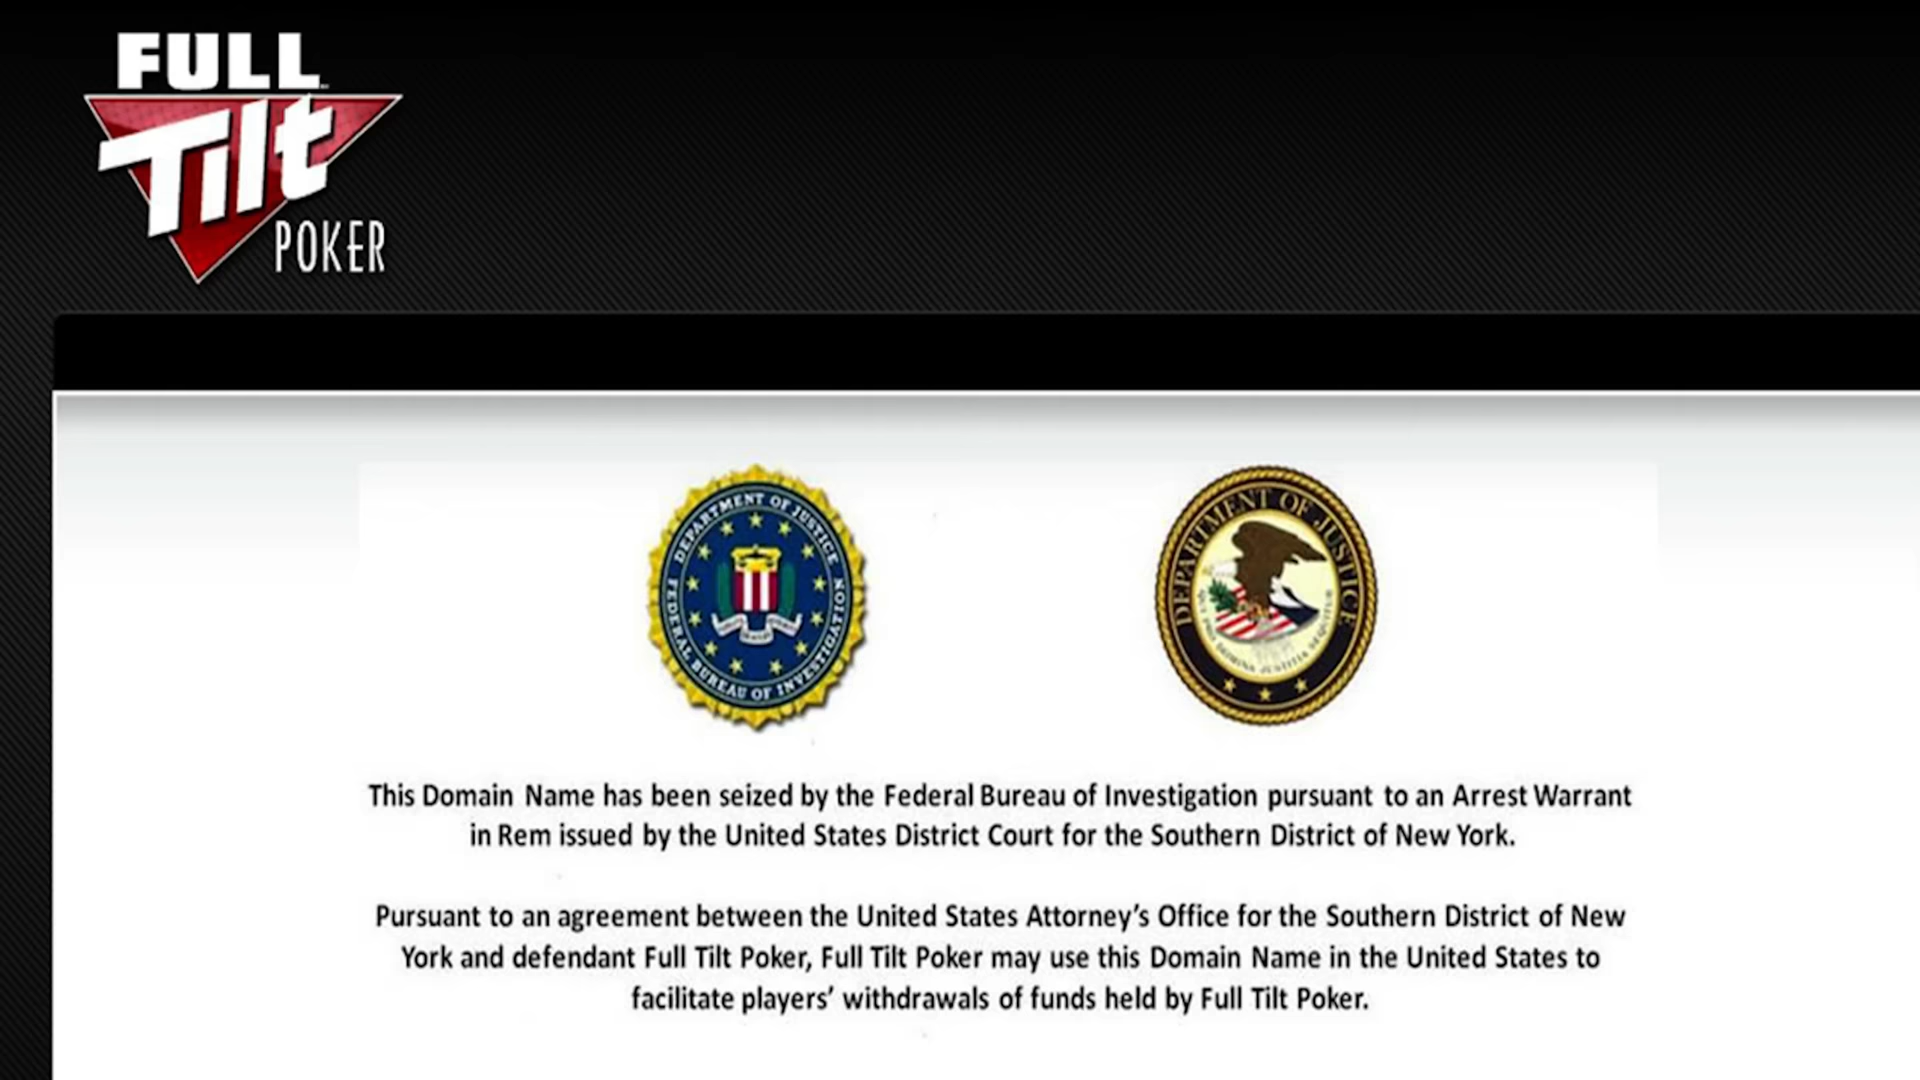 FULL
Tilt
POKER
DEPARTMENT OF JUSTICE
FEDERAL BUREAU OF INVESTIGATION
DEPARTMENT OF JUSTICE
This Domain Name has been seized by the Federal Bureau of Investigation pursuant to an Arrest Warrant
in Rem issued by the United States District Court for the Southern District of New York.
Pursuant to an agreement between the United States Attorney’s Office for the Southern District of New
York and defendant Full Tilt Poker, Full Tilt Poker may use this Domain Name in the United States to
facilitate players’ withdrawals of funds held by Full Tilt Poker.